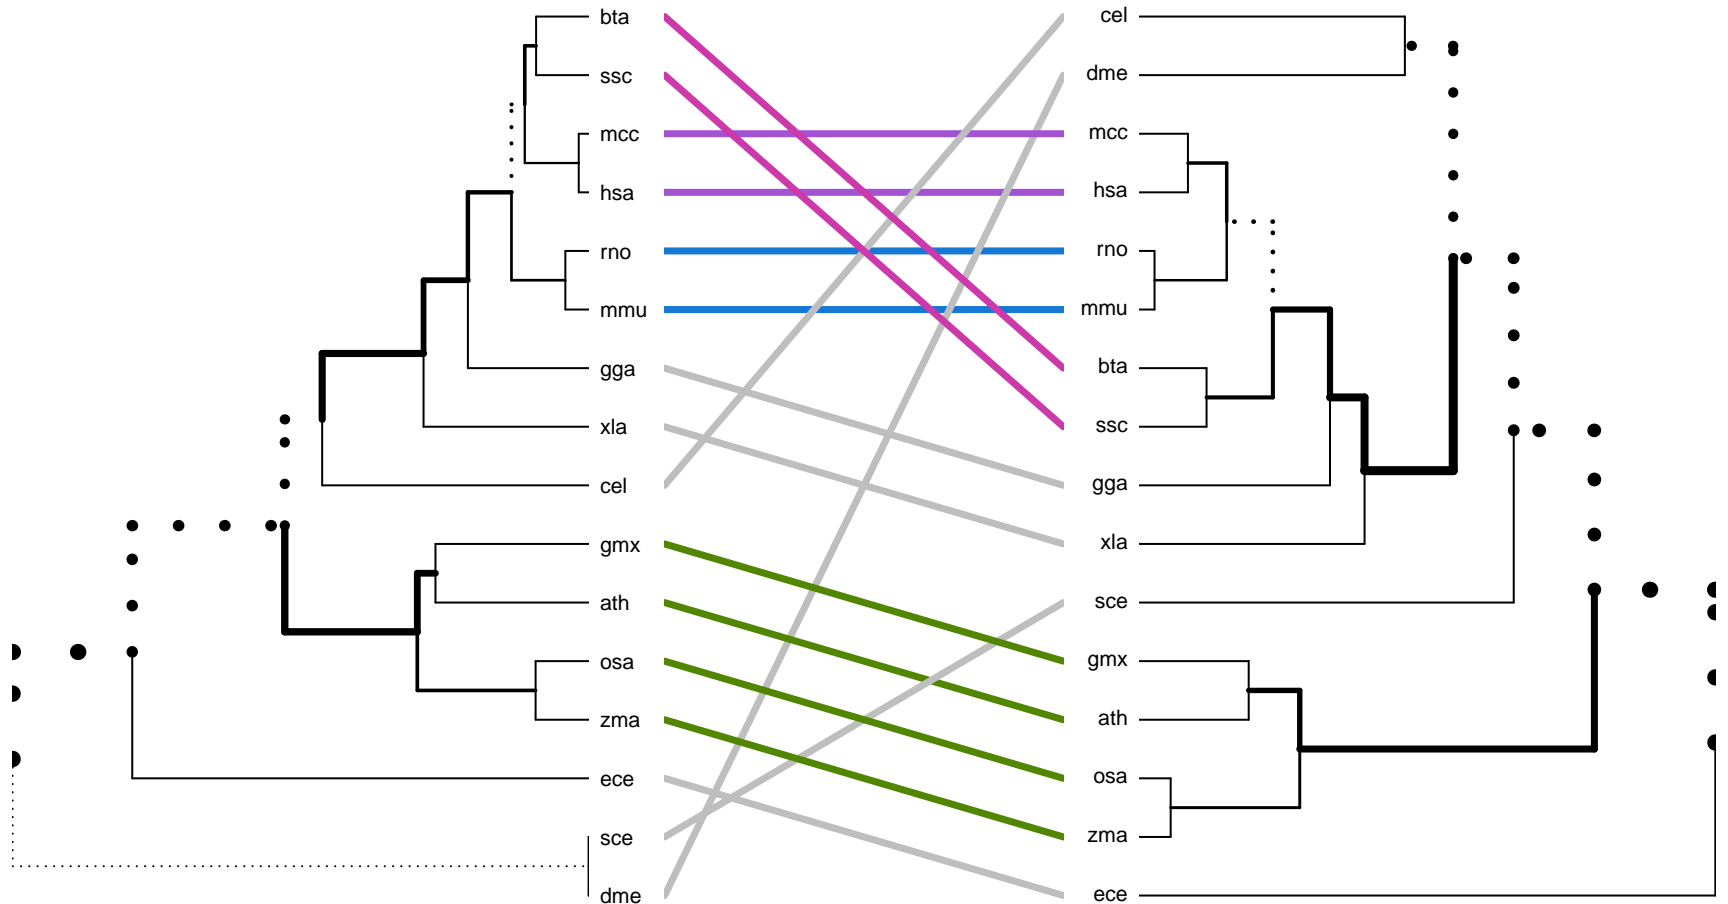 bta
ssc
mcc
hsa
rno
mmu
gga
xla
cel
gmx
ath
osa
zma
ece
sce
dme
cel
dme
mcc
hsa
rno
mmu
bta
ssc
gga
xla
sce
gmx
ath
osa
zma
ece